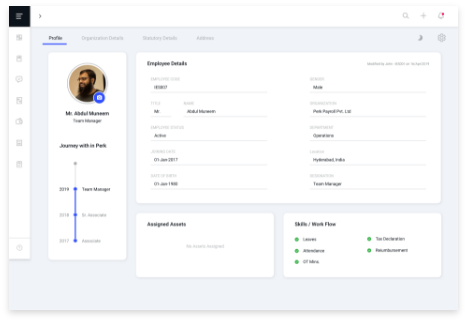 Profile
Organization Details
Statutory Details
Address
Mr. Abdul Muneem
Team Manager
Journey with in Perk
2019 Team Manager
2018 Sr. Associate
2017 Associate
Employee Details
EMPLOYEE CODE
IE0007
TITLE NAME
Mr. Abdul Muneem
EMPLOYEE STATUS
Active
JOINING DATE
01-Jan-2017
DATE OF BIRTH
01-Jan-1980
GENDER
Male
ORGANIZATION
Perk Payroll Pvt. Ltd
DEPARTMENT
Operations
LOCATION
Hyderabad, India
DESIGNATION
Team Manager
Assigned Assets
No Assets Assigned
Skills / Work Flow
Leaves
Tax Declaration
Attendance
Reimbursement
OT Mins.